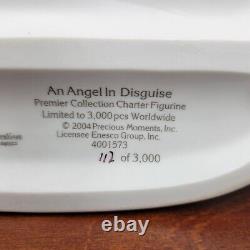 An Angel In Disguise
Premier Collection Charter Figurine
Limited to 3,000 pcs Worldwide
© 2004 Precious Moments, Inc.
Licensee Enesco Group, Inc.
4001573
112 of 3,000